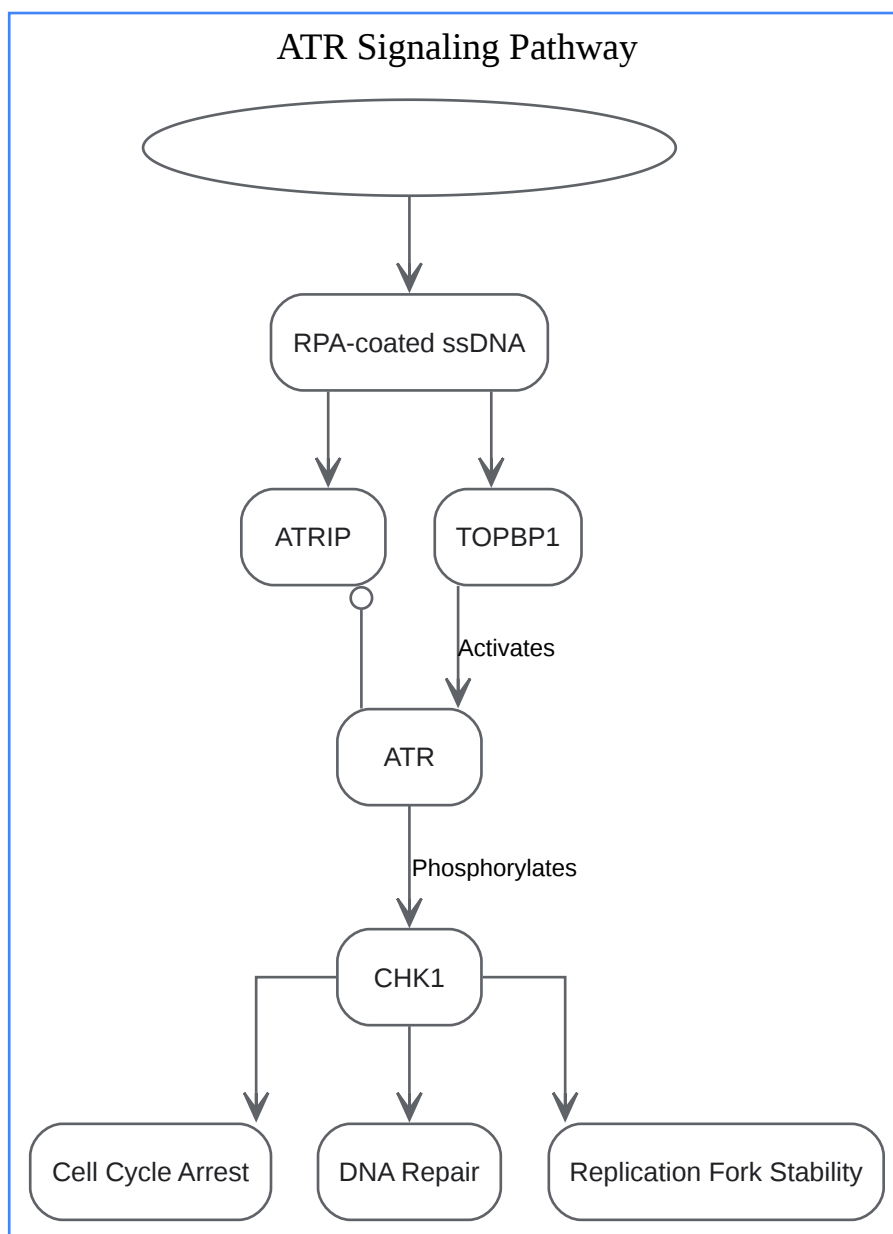 ATR Signaling Pathway
RPA-coated ssDNA
ATRIP
TOPBP1
Activates
ATR
Phosphorylates
CHK1
Cell Cycle Arrest
DNA Repair
Replication Fork Stability